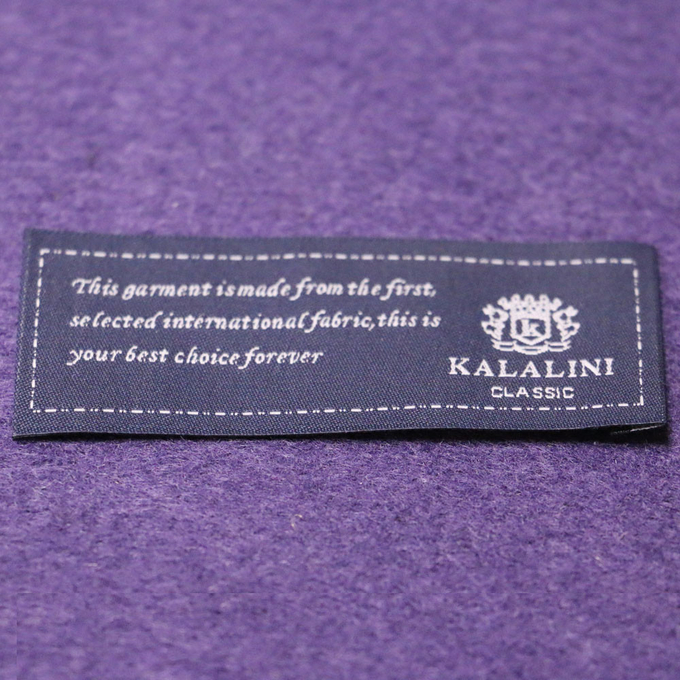 This garment is made from the first,
selected international fabric, this is
your best choice forever
K
KALALINI
CLASSIC